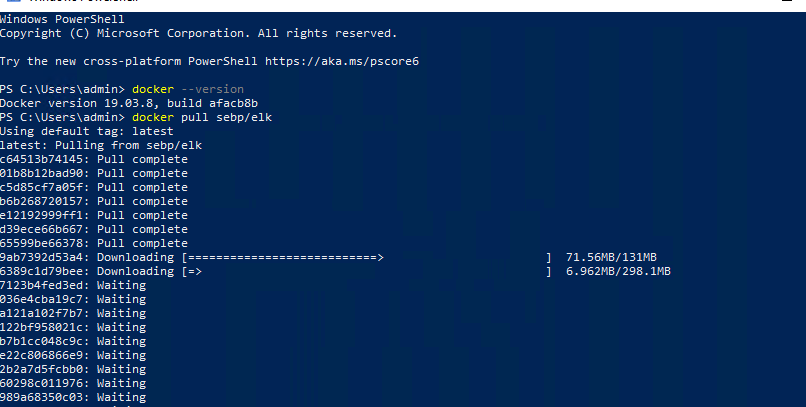 Windows PowerShell
Copyright (C) Microsoft Corporation. All rights reserved.
Try the new cross-platform PowerShell https://aka.ms/pscore6
PS C:\Users\admin> docker --version
Docker version 19.03.8, build afacb8b
PS C:\Users\admin> docker pull sebp/elk
Using default tag: latest
latest: Pulling from sebp/elk
c64513b74145: Pull complete
01b8b12bad90: Pull complete
c5d85cf7a05f: Pull complete
b6b268720157: Pull complete
e12192999ff1: Pull complete
d39ece66b667: Pull complete
65599be66378: Pull complete
9ab7392d53a4: Downloading [===========================>                       ]  71.56MB/131MB
6389c1d79bee: Downloading [=>                                                 ]  6.962MB/298.1MB
7123b4fed3ed: Waiting
036e4cba19c7: Waiting
a121a102f7b7: Waiting
122bf958021c: Waiting
b7b1cc048c9c: Waiting
e22c806866e9: Waiting
2b2a7d5fcbb0: Waiting
60298c011976: Waiting
989a68350c03: Waiting